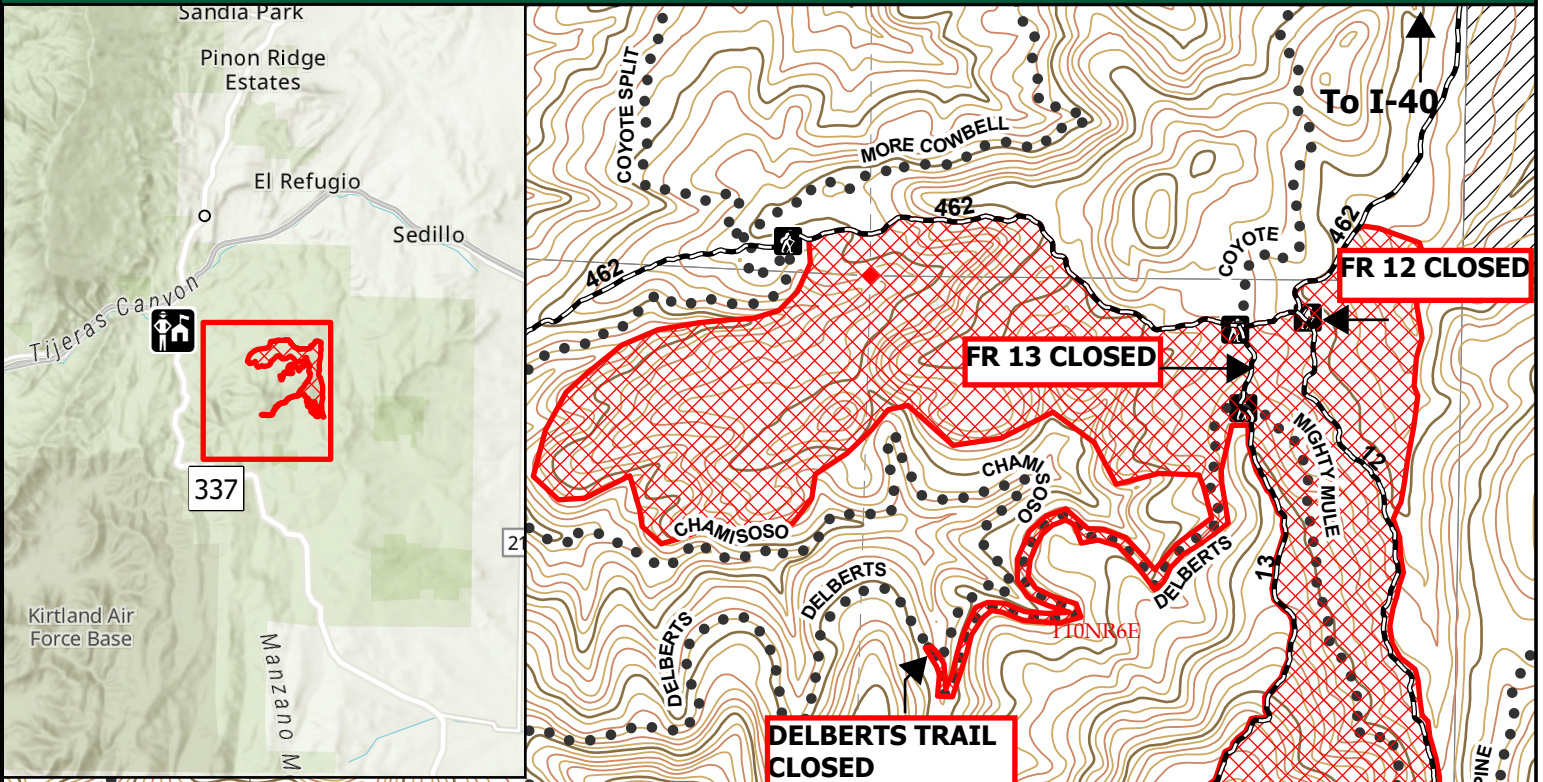 Sandia Park
Pinon Ridge
Estates
El Refugio
Sedillo
Tijeras Canyon
337
21
Kirtland Air
Force Base
Manzano M
COYOTE SPLIT
MORE COWBELL
To I-40
462
462
462
COYOTE
FR 12 CLOSED
FR 13 CLOSED
MIGHTY MULE
12
13
CHAMISOSO
CHAMI
SOSO
DELBERTS
DELBERTS
DELBERTS
T10NR6E
DELBERTS TRAIL
CLOSED
PINE